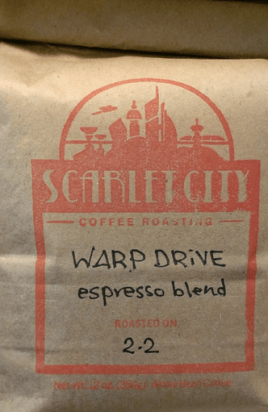 SCARLET CITY
COFFEE ROASTING
WARP DRIVE
espresso blend
ROASTED ON
2.2